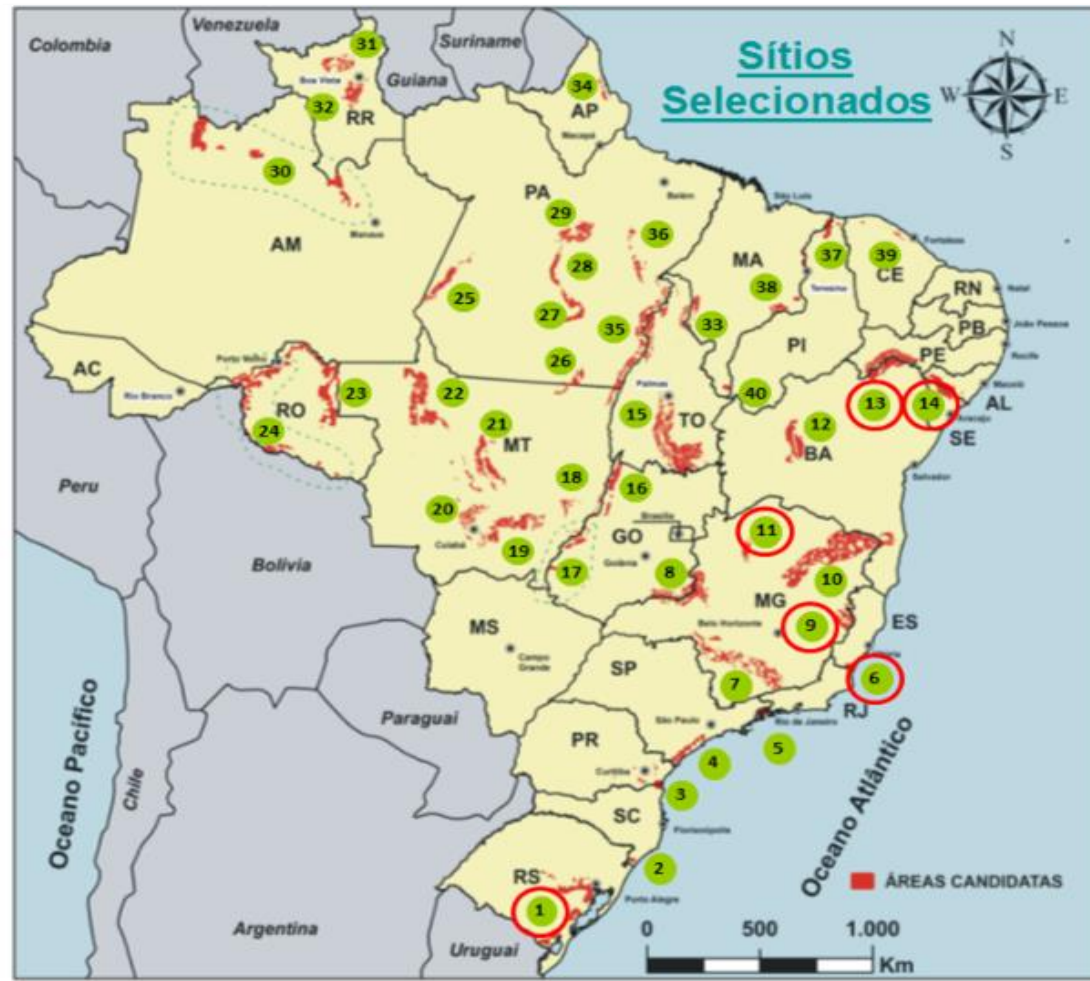 Sítios
Selecionados
N
W
E
S
Colombia
Venezuela
Suriname
Guiana
31
34
AP
Macapá
Boa Vista
32
RR
30
AM
Manaus
PA
29
Belém
36
28
25
27
35
26
São Luís
MA
37
Teresina
38
33
39
CE
Fortaleza
RN
Natal
PB
João Pessoa
PE
Recife
PI
AC
Rio Branco
Porto Velho
RO
24
23
22
21
MT
20
Cuiabá
19
18
Palmas
15
TO
40
12
BA
13
14
Maceió
AL
Aracaju
SE
Salvador
16
GO
Brasília
Goiânia
17
8
11
10
MG
9
Belo Horizonte
ES
6
Peru
Bolívia
MS
Campo
Grande
SP
7
São Paulo
RJ
Rio de Janeiro
5
4
Paraguai
PR
Curitiba
3
SC
Florianópolis
2
RS
1
Porto Alegre
Uruguai
Argentina
Chile
Oceano Pacífico
Oceano Atlântico
ÁREAS CANDIDATAS
0
500
1.000
Km